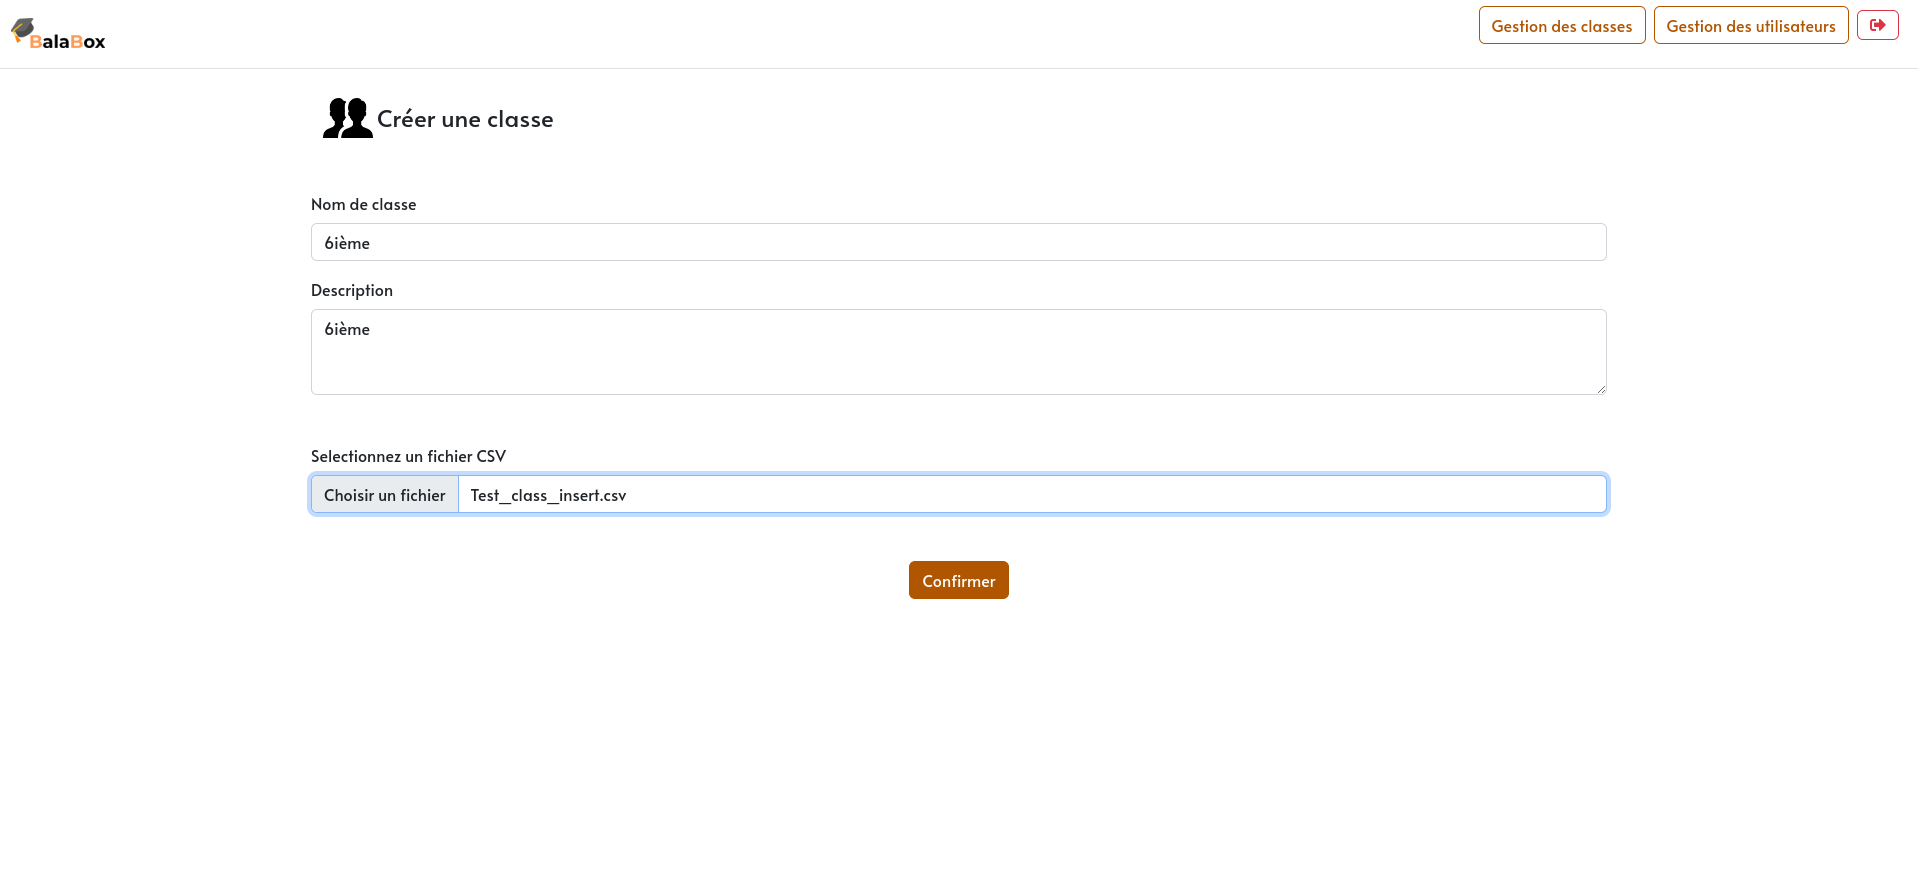 BalaBox
Gestion des classes
Gestion des utilisateurs
Créer une classe
Nom de classe
6ième
Description
6ième
Selectionnez un fichier CSV
Choisir un fichier Test_class_insert.csv
Confirmer